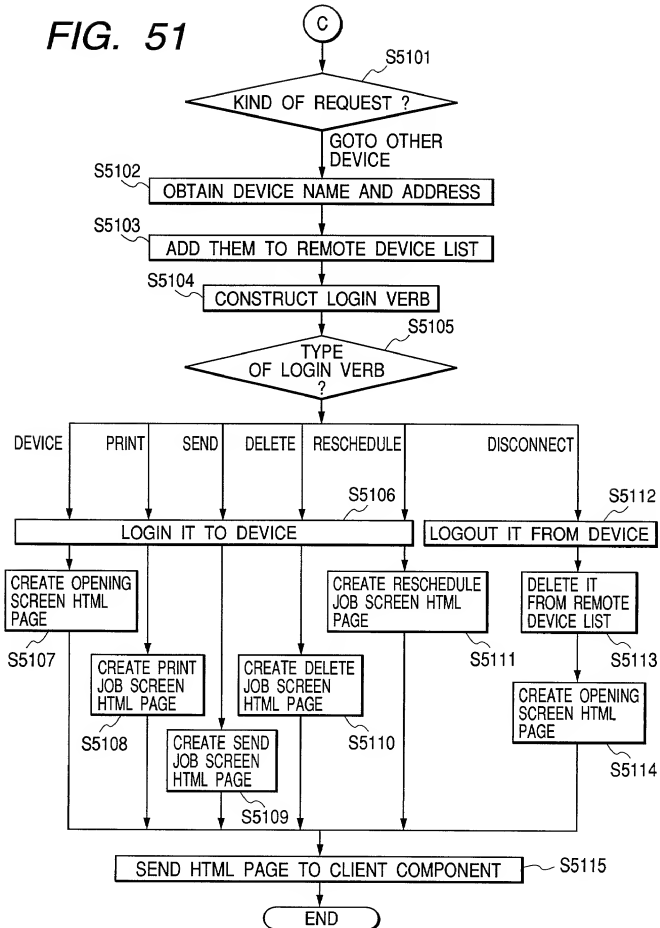 FIG. 51
C
S5101
KIND OF REQUEST ?
GOTO OTHER
DEVICE
S5102
OBTAIN DEVICE NAME AND ADDRESS
S5103
ADD THEM TO REMOTE DEVICE LIST
S5104
CONSTRUCT LOGIN VERB
S5105
TYPE
OF LOGIN VERB
?
DEVICE
PRINT
SEND
DELETE
RESCHEDULE
DISCONNECT
S5106
LOGIN IT TO DEVICE
S5112
LOGOUT IT FROM DEVICE
CREATE OPENING
SCREEN HTML
PAGE
S5107
CREATE RESCHEDULE
JOB SCREEN HTML
PAGE
S5111
DELETE IT
FROM REMOTE
DEVICE LIST
S5113
CREATE PRINT
JOB SCREEN
HTML PAGE
S5108
CREATE DELETE
JOB SCREEN
HTML PAGE
S5110
CREATE OPENING
SCREEN HTML
PAGE
S5114
CREATE SEND
JOB SCREEN
HTML PAGE
S5109
SEND HTML PAGE TO CLIENT COMPONENT
S5115
END